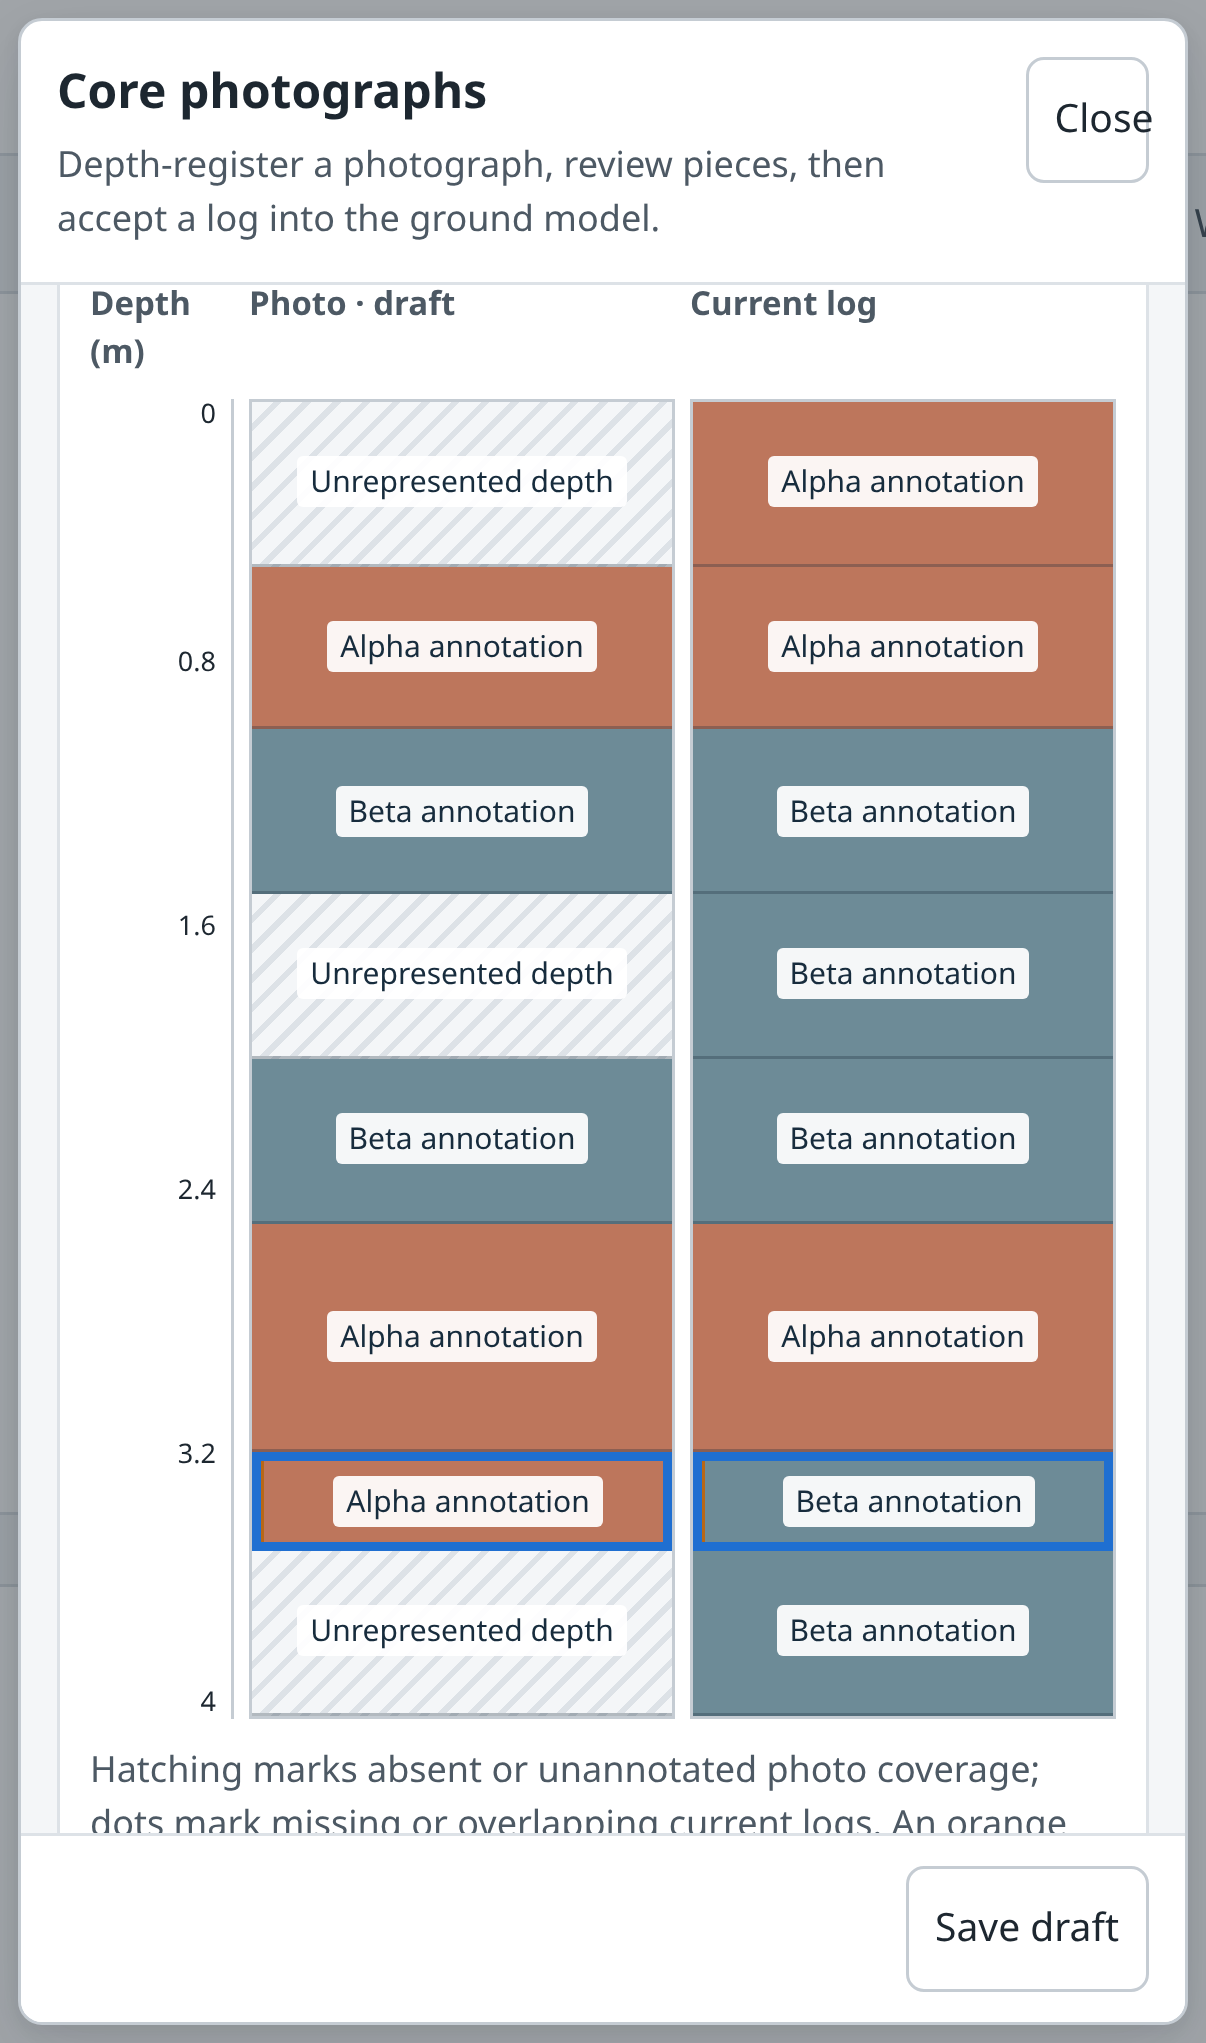 Core photographs
Close
Depth-register a photograph, review pieces, then
accept a log into the ground model.
Depth
(m)
Photo · draft
Current log
0
Unrepresented depth
Alpha annotation
0.8
Alpha annotation
Alpha annotation
Beta annotation
Beta annotation
1.6
Unrepresented depth
Beta annotation
Beta annotation
Beta annotation
2.4
Alpha annotation
Alpha annotation
3.2
Alpha annotation
Beta annotation
Unrepresented depth
Beta annotation
4
Hatching marks absent or unannotated photo coverage;
dots mark missing or overlapping current logs. An orange
Save draft